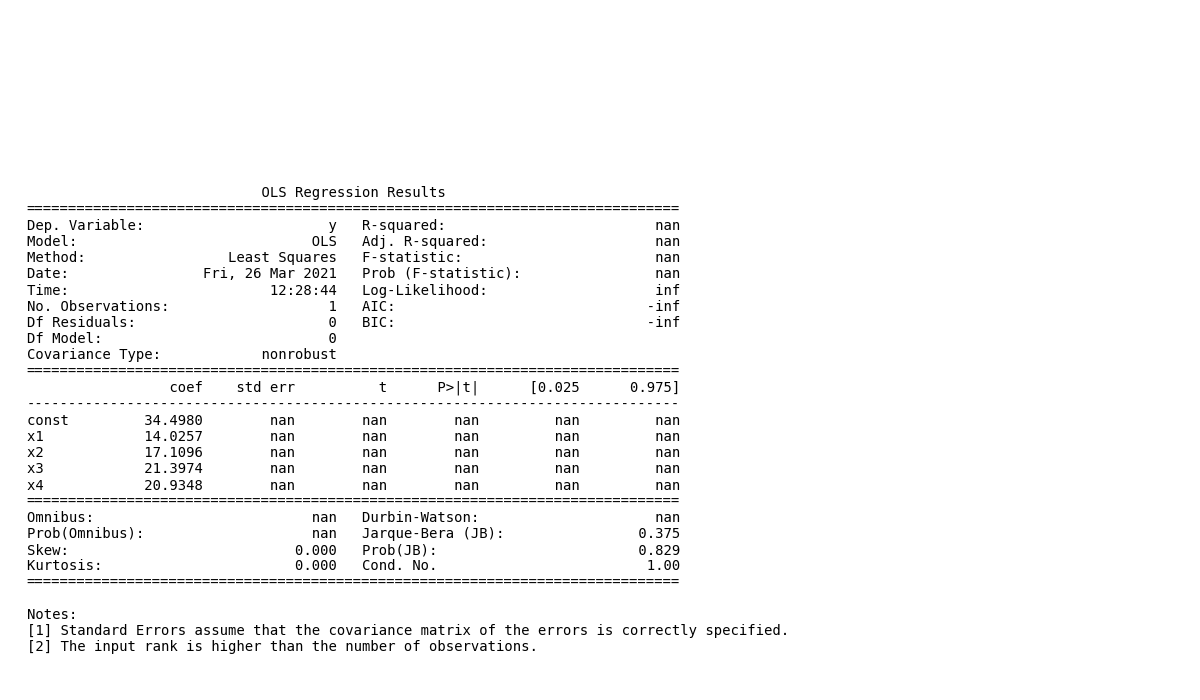 OLS Regression Results
==============================================================================
Dep. Variable:                      y   R-squared:                         nan
Model:                            OLS   Adj. R-squared:                    nan
Method:                 Least Squares   F-statistic:                       nan
Date:                Fri, 26 Mar 2021   Prob (F-statistic):                nan
Time:                        12:28:44   Log-Likelihood:                    inf
No. Observations:                   1   AIC:                              -inf
Df Residuals:                       0   BIC:                              -inf
Df Model:                           0
Covariance Type:            nonrobust
==============================================================================
                 coef    std err          t      P>|t|      [0.025      0.975]
------------------------------------------------------------------------------
const         34.4980        nan        nan        nan         nan         nan
x1            14.0257        nan        nan        nan         nan         nan
x2            17.1096        nan        nan        nan         nan         nan
x3            21.3974        nan        nan        nan         nan         nan
x4            20.9348        nan        nan        nan         nan         nan
==============================================================================
Omnibus:                          nan   Durbin-Watson:                     nan
Prob(Omnibus):                    nan   Jarque-Bera (JB):                0.375
Skew:                           0.000   Prob(JB):                        0.829
Kurtosis:                       0.000   Cond. No.                         1.00
==============================================================================

Notes:
[1] Standard Errors assume that the covariance matrix of the errors is correctly specified.
[2] The input rank is higher than the number of observations.